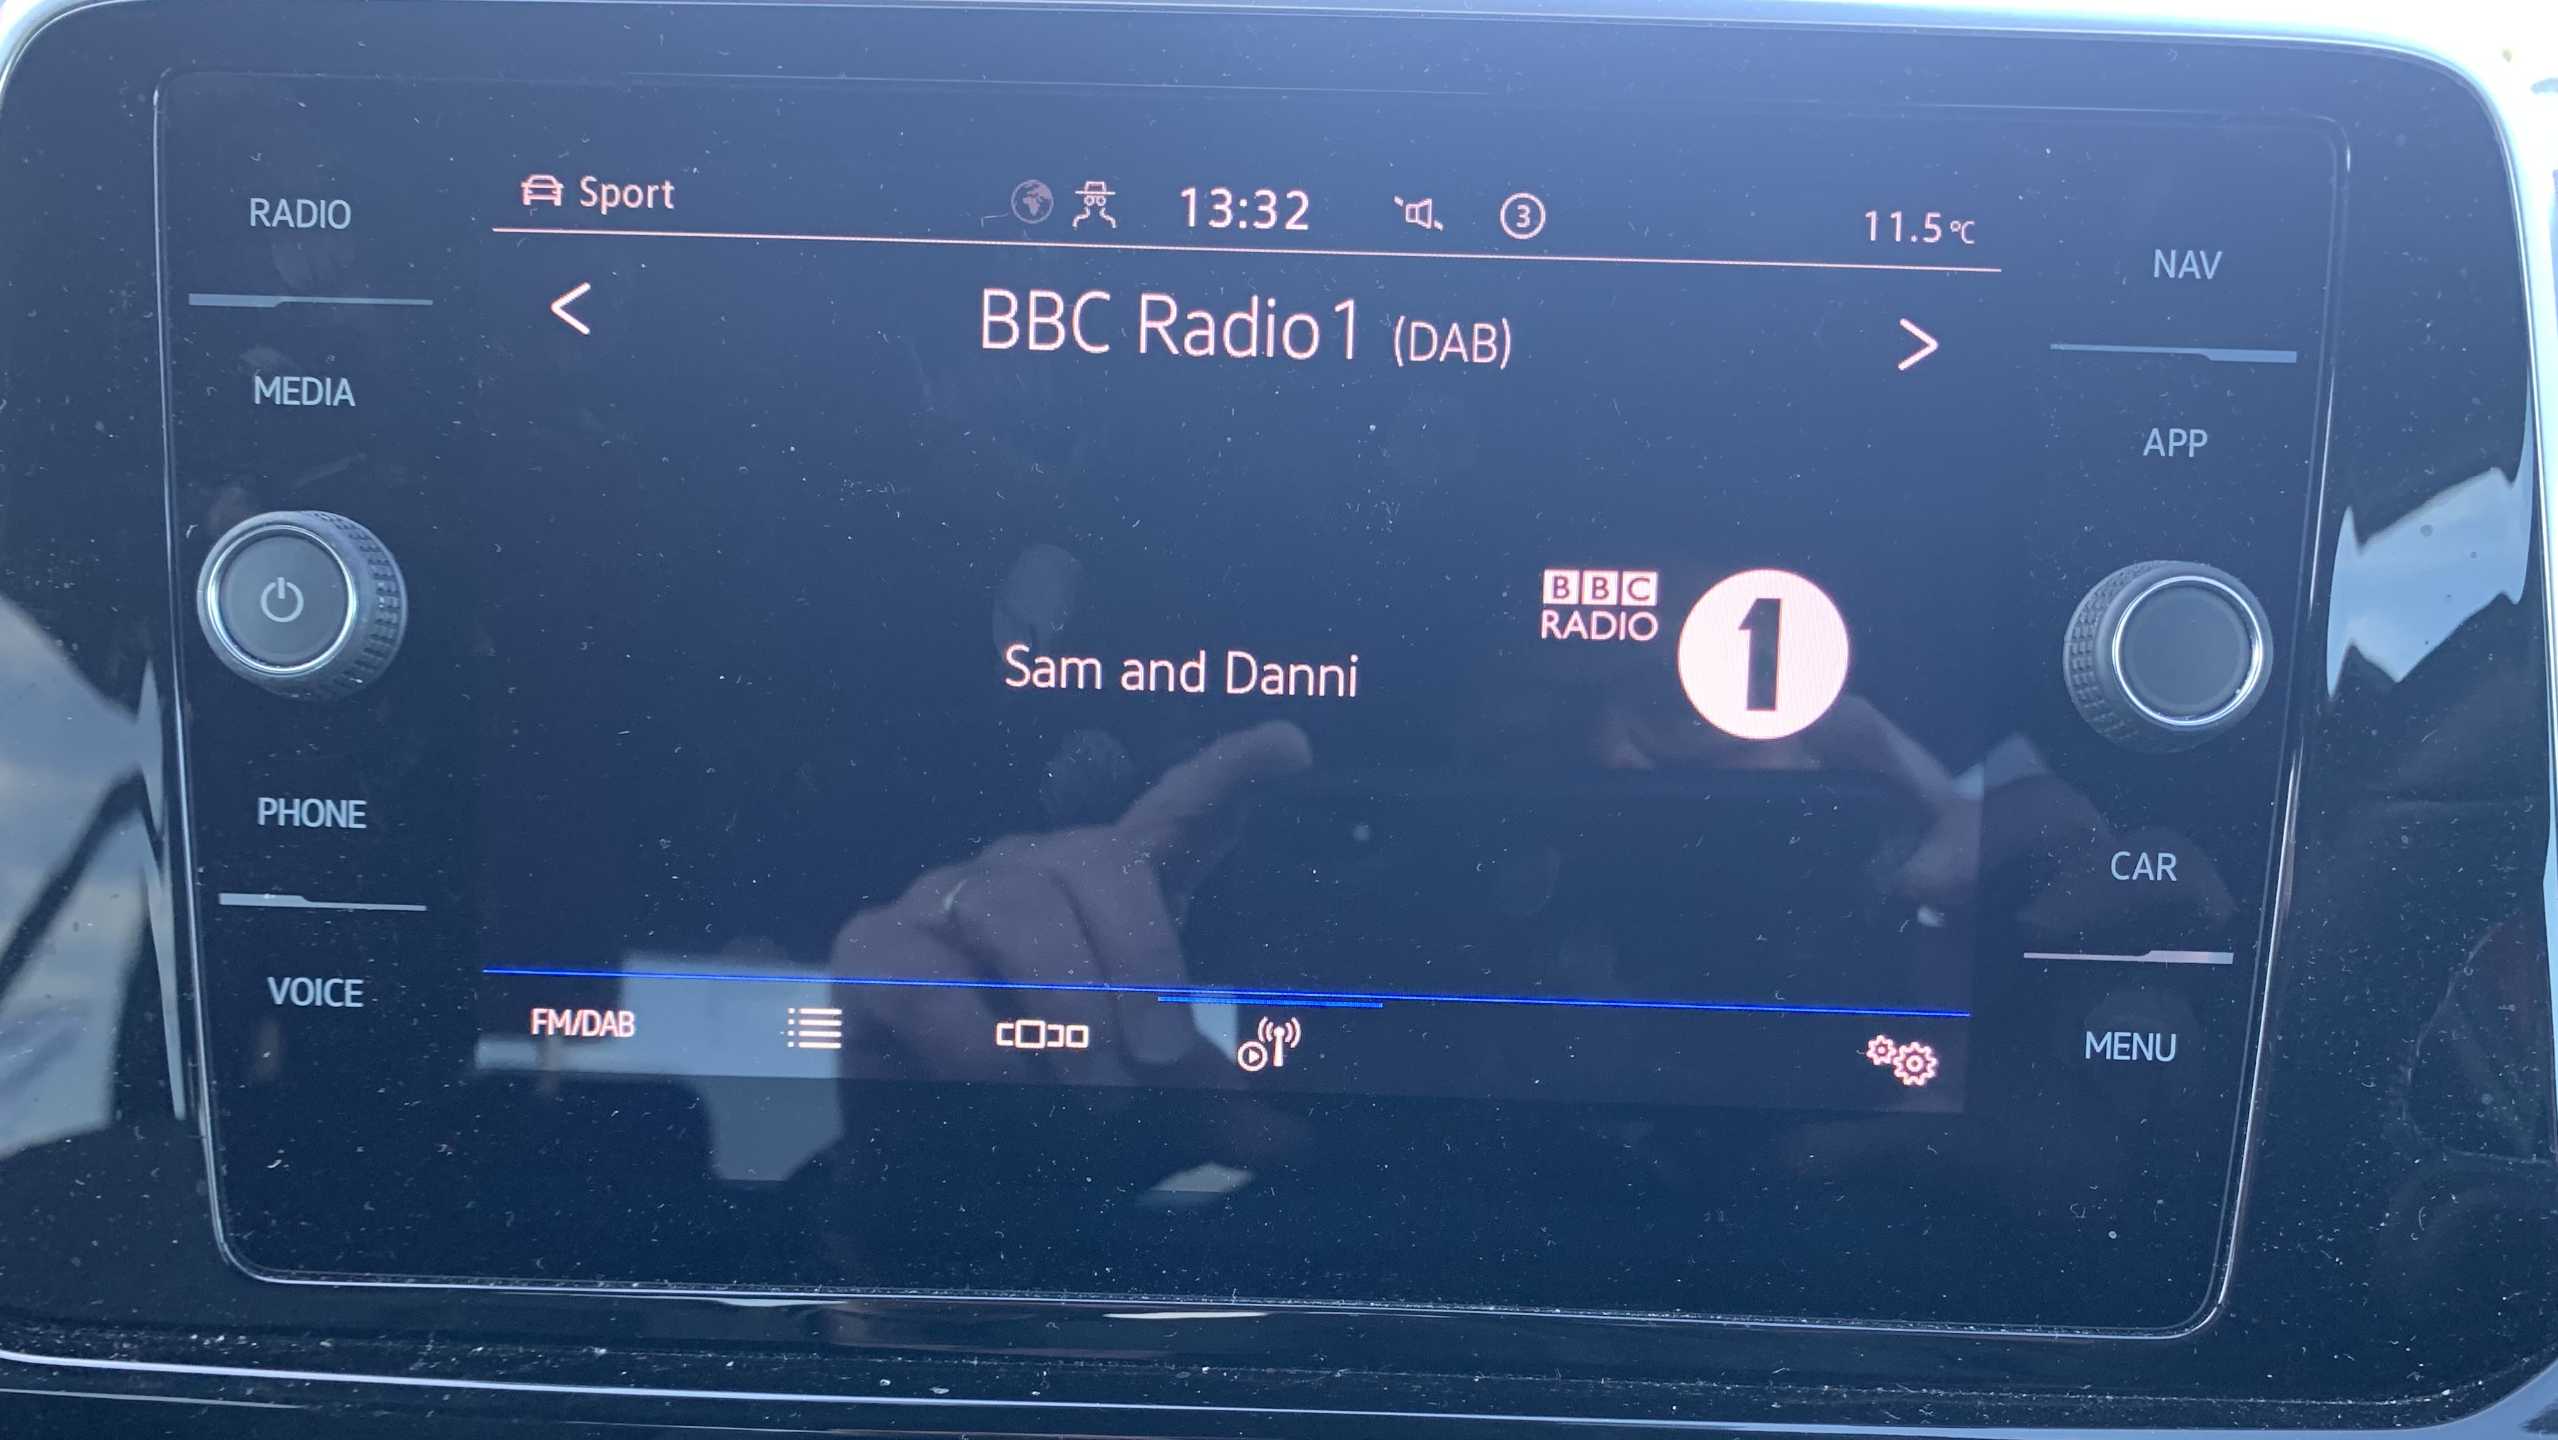 Sport 13:32 3 11.5 °C
RADIO
NAV
< BBC Radio 1 (DAB) >
MEDIA
APP
BBC
RADIO
1
Sam and Danni
PHONE
CAR
VOICE
FM/DAB
MENU